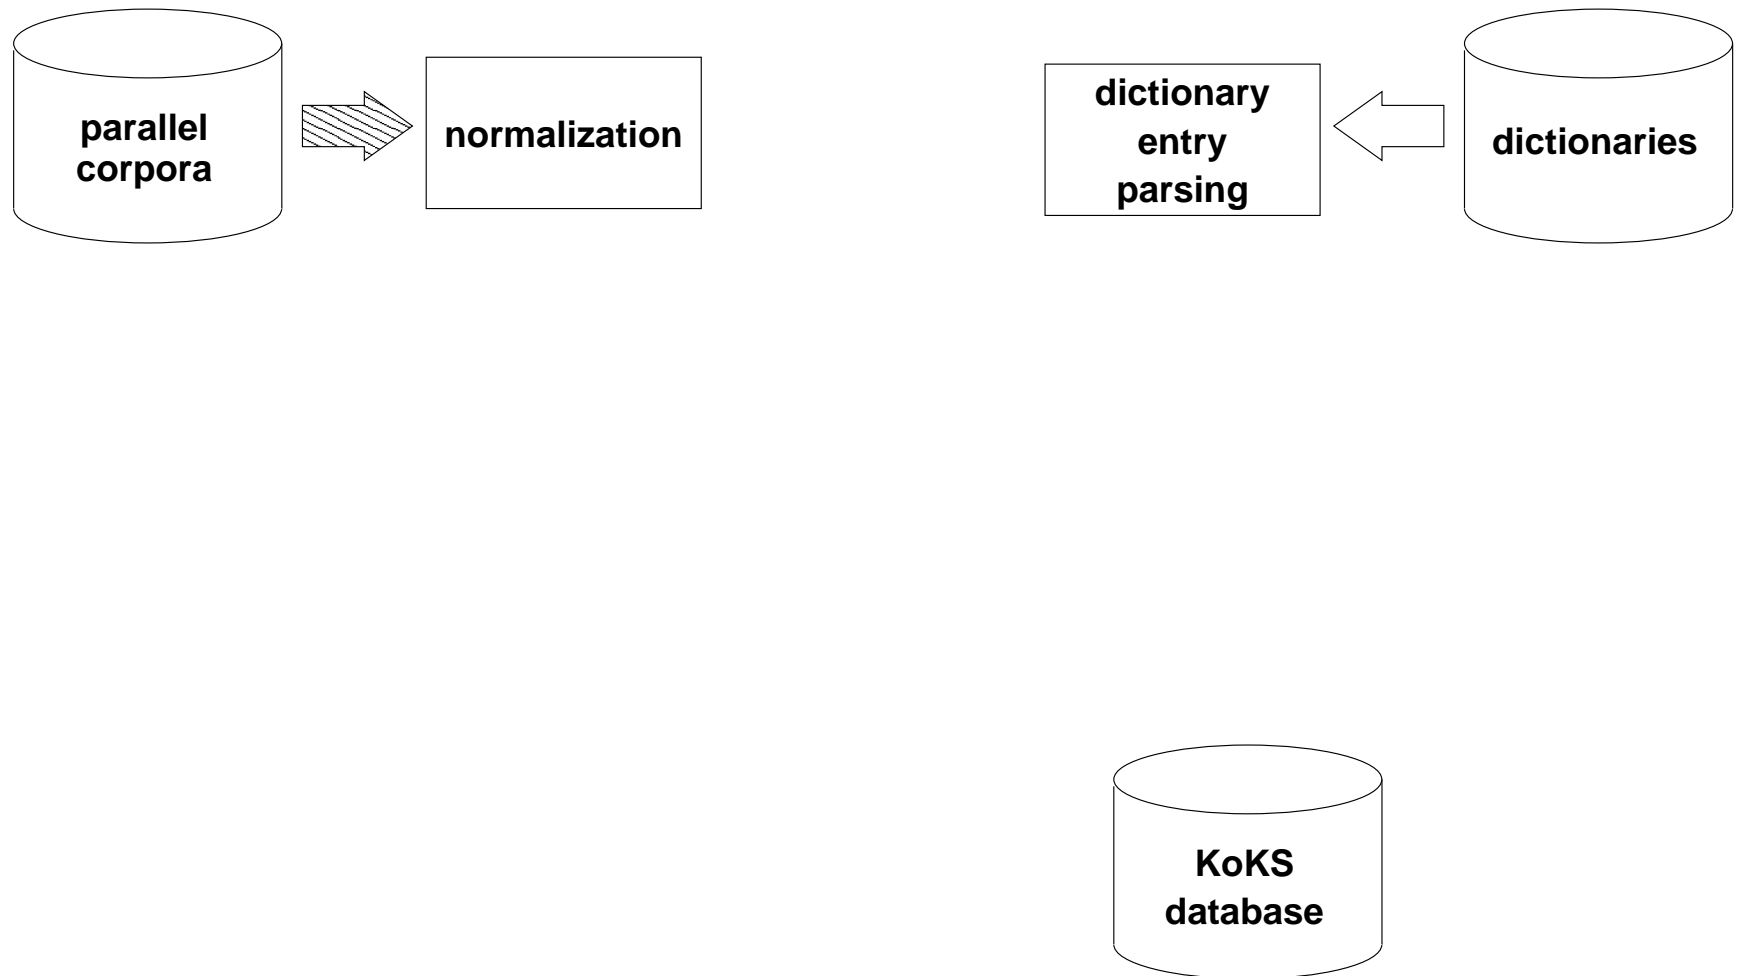 parallel
corpora
normalization
dictionary
entry
parsing
dictionaries
KoKS
database